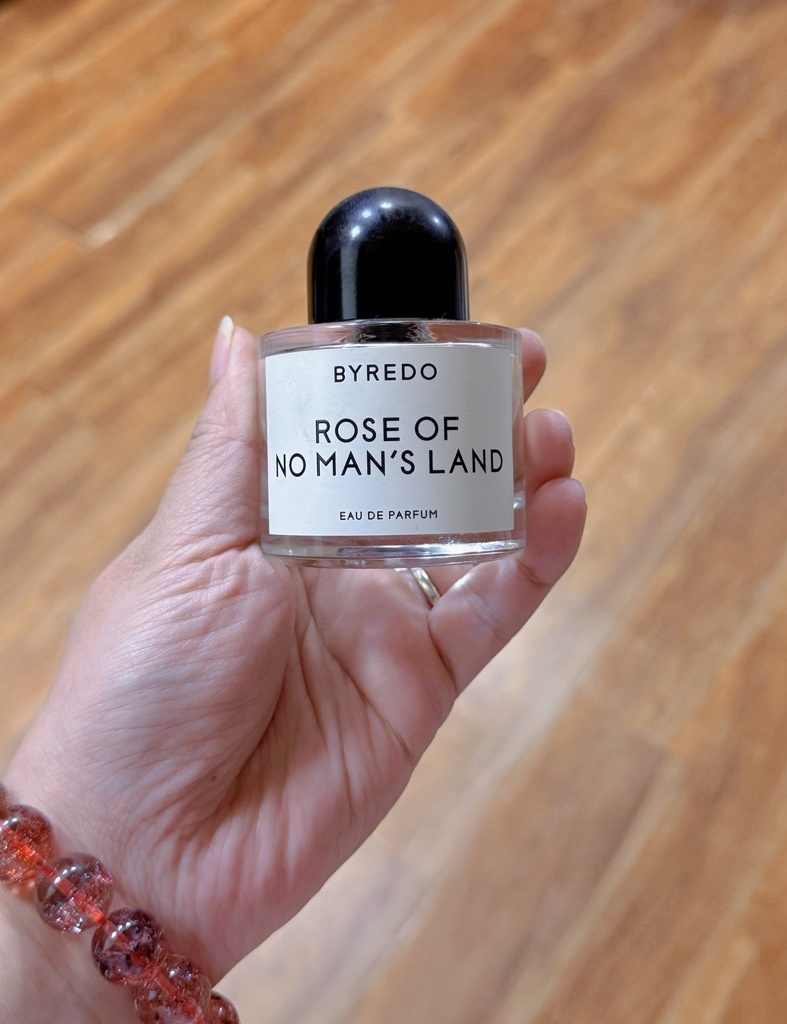 BYREDO
ROSE OF
NO MAN'S LAND
EAU DE PARFUM